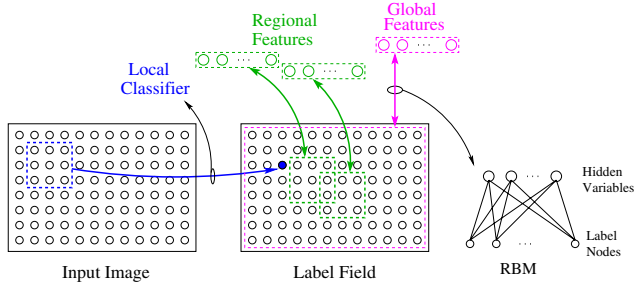 Global
Features
Regional
Features
Local
Classifier
Hidden
Variables
Label
Nodes
Input Image
Label Field
RBM